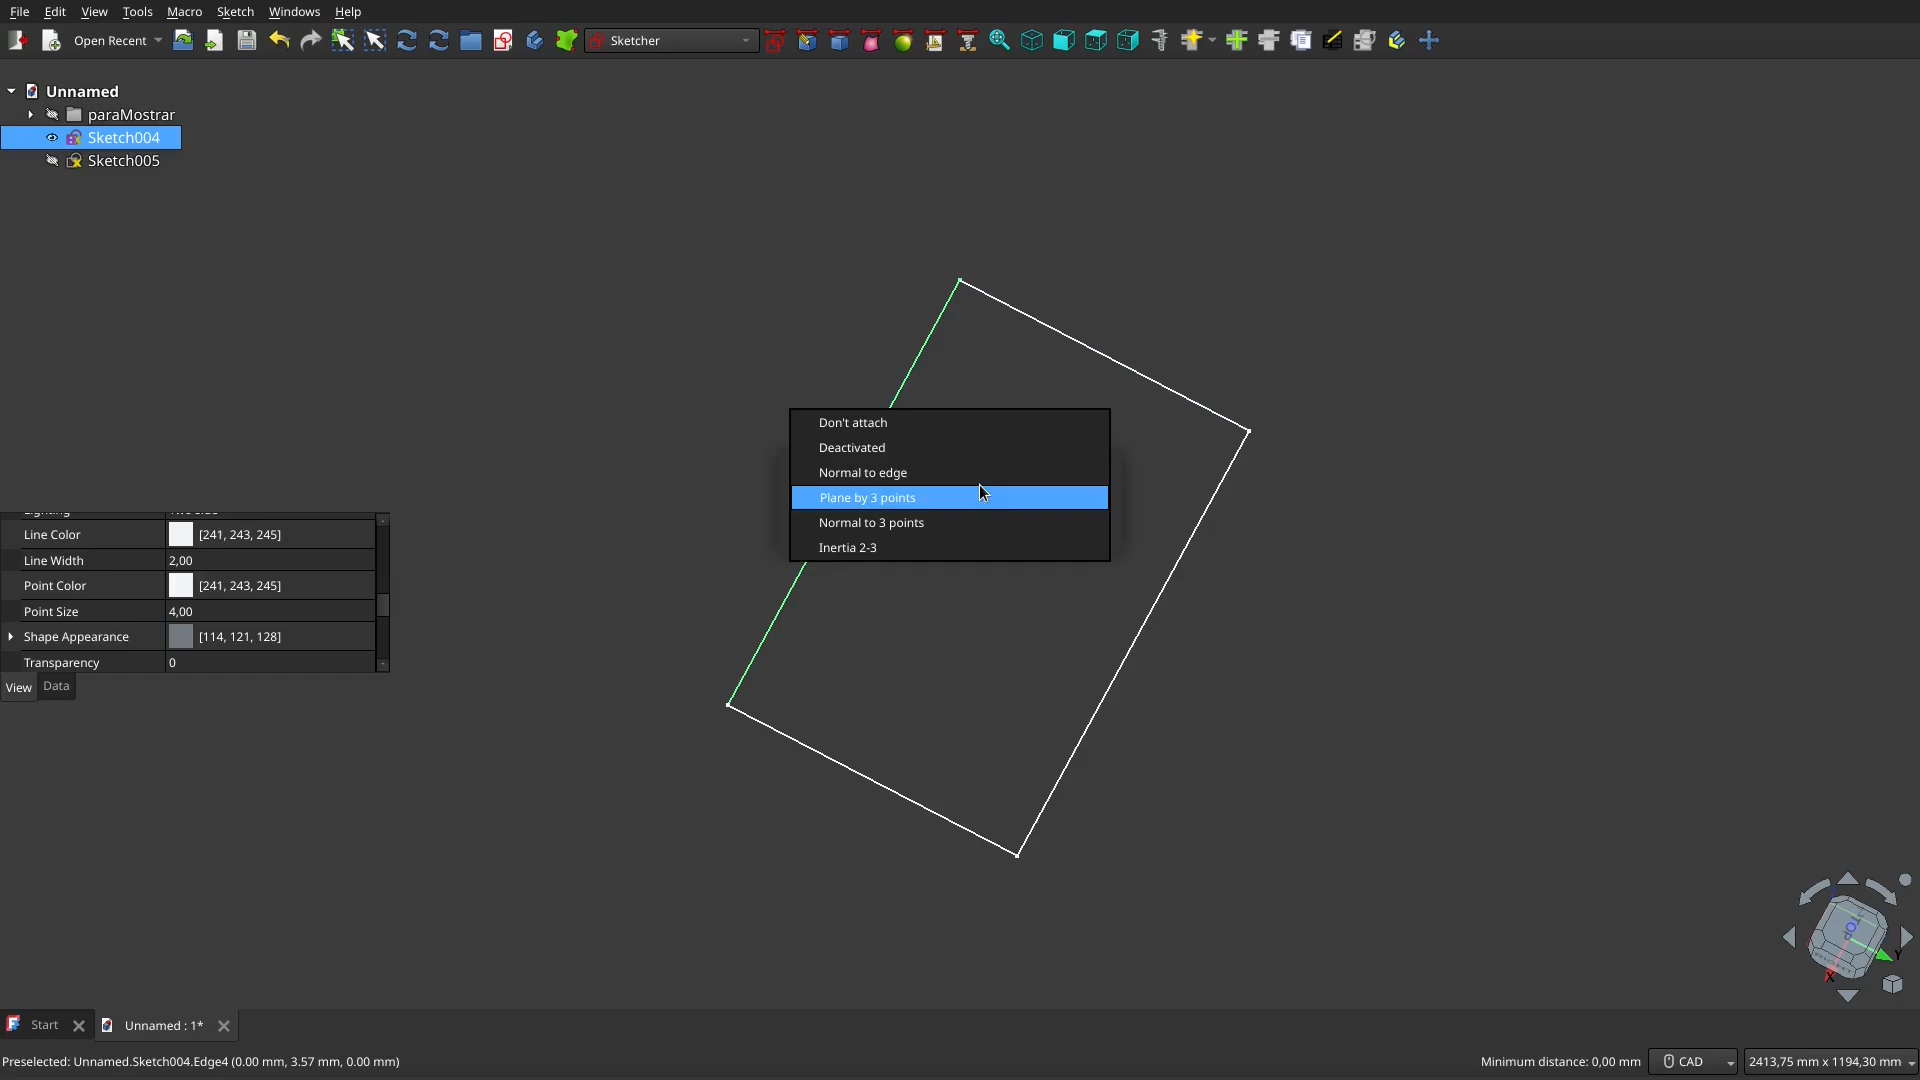 File Edit View Tools Macro Sketch Windows Help
Open Recent Sketcher
Unnamed
paraMostrar
Sketch004
Sketch005
Don't attach
Deactivated
Normal to edge
Plane by 3 points
Normal to 3 points
Inertia 2-3
Line Color [241, 243, 245]
Line Width 2,00
Point Color [241, 243, 245]
Point Size 4,00
Shape Appearance [114, 121, 128]
Transparency 0
View Data
TOP
X
Y
Start Unnamed : 1*
Preselected: Unnamed.Sketch004.Edge4 (0.00 mm, 3.57 mm, 0.00 mm) Minimum distance: 0,00 mm CAD 2413,75 mm x 1194,30 mm